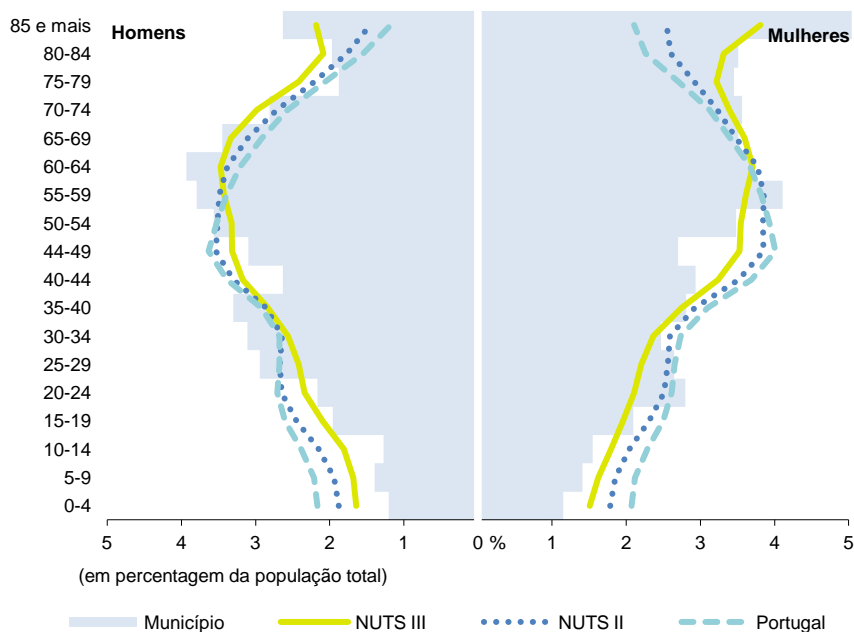 85 e mais
Homens
Mulheres
80-84
75-79
70-74
65-69
60-64
55-59
50-54
44-49
40-44
35-40
30-34
25-29
20-24
15-19
10-14
5-9
0-4
5 4 3 2 1 0 % 1 2 3 4 5
(em percentagem da população total)
Município NUTS III NUTS II Portugal